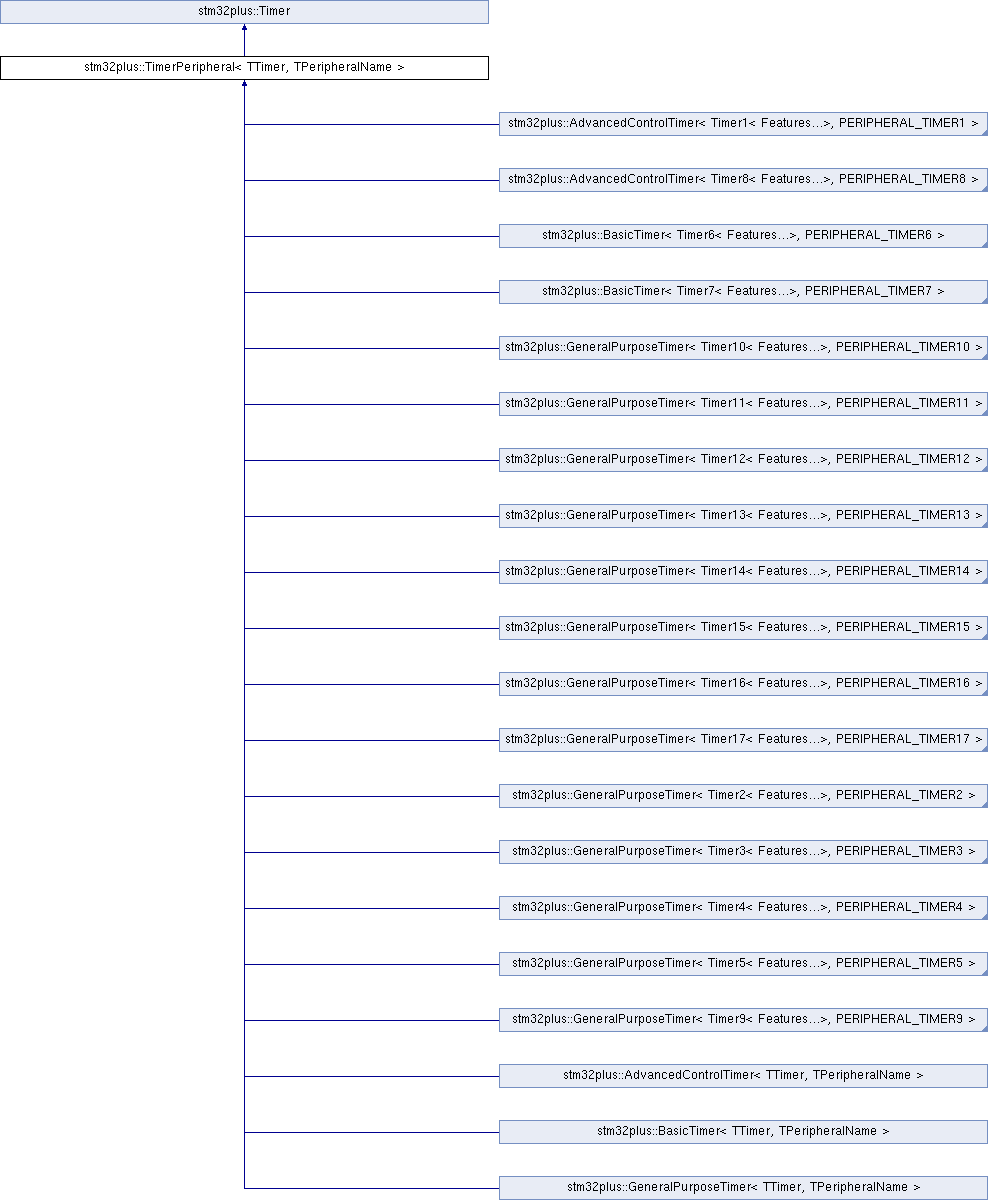 stm32plus::Timer
stm32plus::TimerPeripheral< TTimer, TPeripheralName >
stm32plus::AdvancedControlTimer< Timer1< Features...>, PERIPHERAL_TIMER1 >
stm32plus::AdvancedControlTimer< Timer8< Features...>, PERIPHERAL_TIMER8 >
stm32plus::BasicTimer< Timer6< Features...>, PERIPHERAL_TIMER6 >
stm32plus::BasicTimer< Timer7< Features...>, PERIPHERAL_TIMER7 >
stm32plus::GeneralPurposeTimer< Timer10< Features...>, PERIPHERAL_TIMER10 >
stm32plus::GeneralPurposeTimer< Timer11< Features...>, PERIPHERAL_TIMER11 >
stm32plus::GeneralPurposeTimer< Timer12< Features...>, PERIPHERAL_TIMER12 >
stm32plus::GeneralPurposeTimer< Timer13< Features...>, PERIPHERAL_TIMER13 >
stm32plus::GeneralPurposeTimer< Timer14< Features...>, PERIPHERAL_TIMER14 >
stm32plus::GeneralPurposeTimer< Timer15< Features...>, PERIPHERAL_TIMER15 >
stm32plus::GeneralPurposeTimer< Timer16< Features...>, PERIPHERAL_TIMER16 >
stm32plus::GeneralPurposeTimer< Timer17< Features...>, PERIPHERAL_TIMER17 >
stm32plus::GeneralPurposeTimer< Timer2< Features...>, PERIPHERAL_TIMER2 >
stm32plus::GeneralPurposeTimer< Timer3< Features...>, PERIPHERAL_TIMER3 >
stm32plus::GeneralPurposeTimer< Timer4< Features...>, PERIPHERAL_TIMER4 >
stm32plus::GeneralPurposeTimer< Timer5< Features...>, PERIPHERAL_TIMER5 >
stm32plus::GeneralPurposeTimer< Timer9< Features...>, PERIPHERAL_TIMER9 >
stm32plus::AdvancedControlTimer< TTimer, TPeripheralName >
stm32plus::BasicTimer< TTimer, TPeripheralName >
stm32plus::GeneralPurposeTimer< TTimer, TPeripheralName >